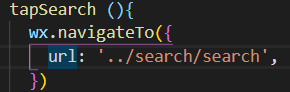 tapSearch (){
wx.navigateTo({
url: '../search/search',
})